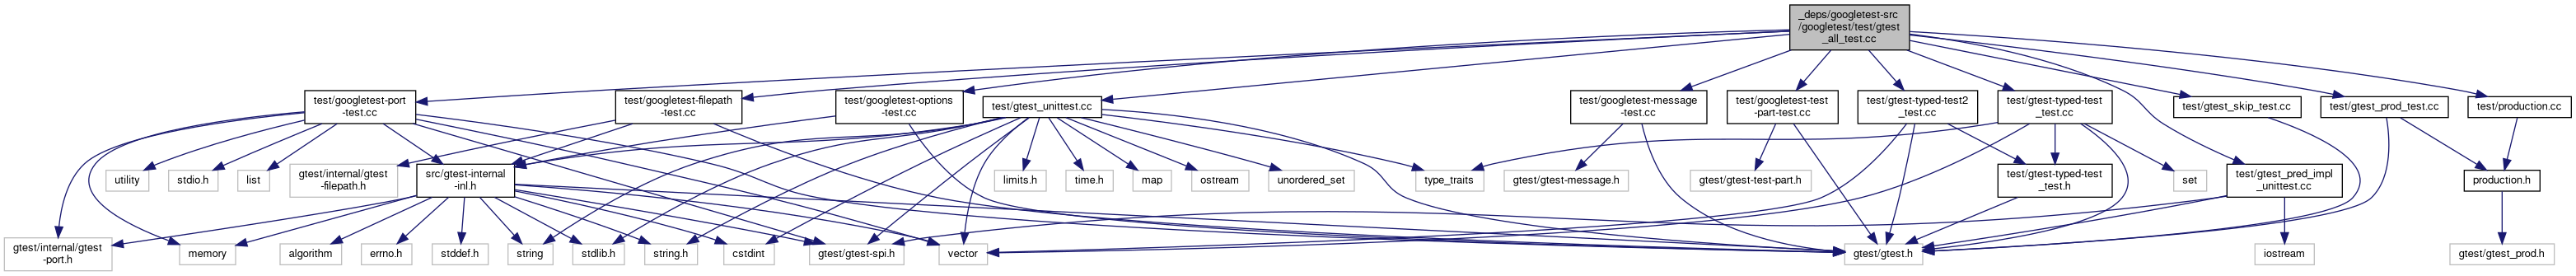 _deps/googletest-src
/googletest/test/gtest
_all_test.cc
test/googletest-port
-test.cc
test/googletest-filepath
-test.cc
test/googletest-options
-test.cc
test/gtest_unittest.cc
test/googletest-message
-test.cc
test/googletest-test
-part-test.cc
test/gtest-typed-test2
_test.cc
test/gtest-typed-test
_test.cc
test/gtest_skip_test.cc
test/gtest_prod_test.cc
test/production.cc
utility
stdio.h
list
gtest/internal/gtest
-filepath.h
src/gtest-internal
-inl.h
limits.h
time.h
map
ostream
unordered_set
type_traits
gtest/gtest-message.h
gtest/gtest-test-part.h
test/gtest-typed-test
_test.h
set
test/gtest_pred_impl
_unittest.cc
production.h
gtest/internal/gtest
-port.h
memory
algorithm
errno.h
stddef.h
string
stdlib.h
string.h
cstdint
gtest/gtest-spi.h
vector
gtest/gtest.h
iostream
gtest/gtest_prod.h